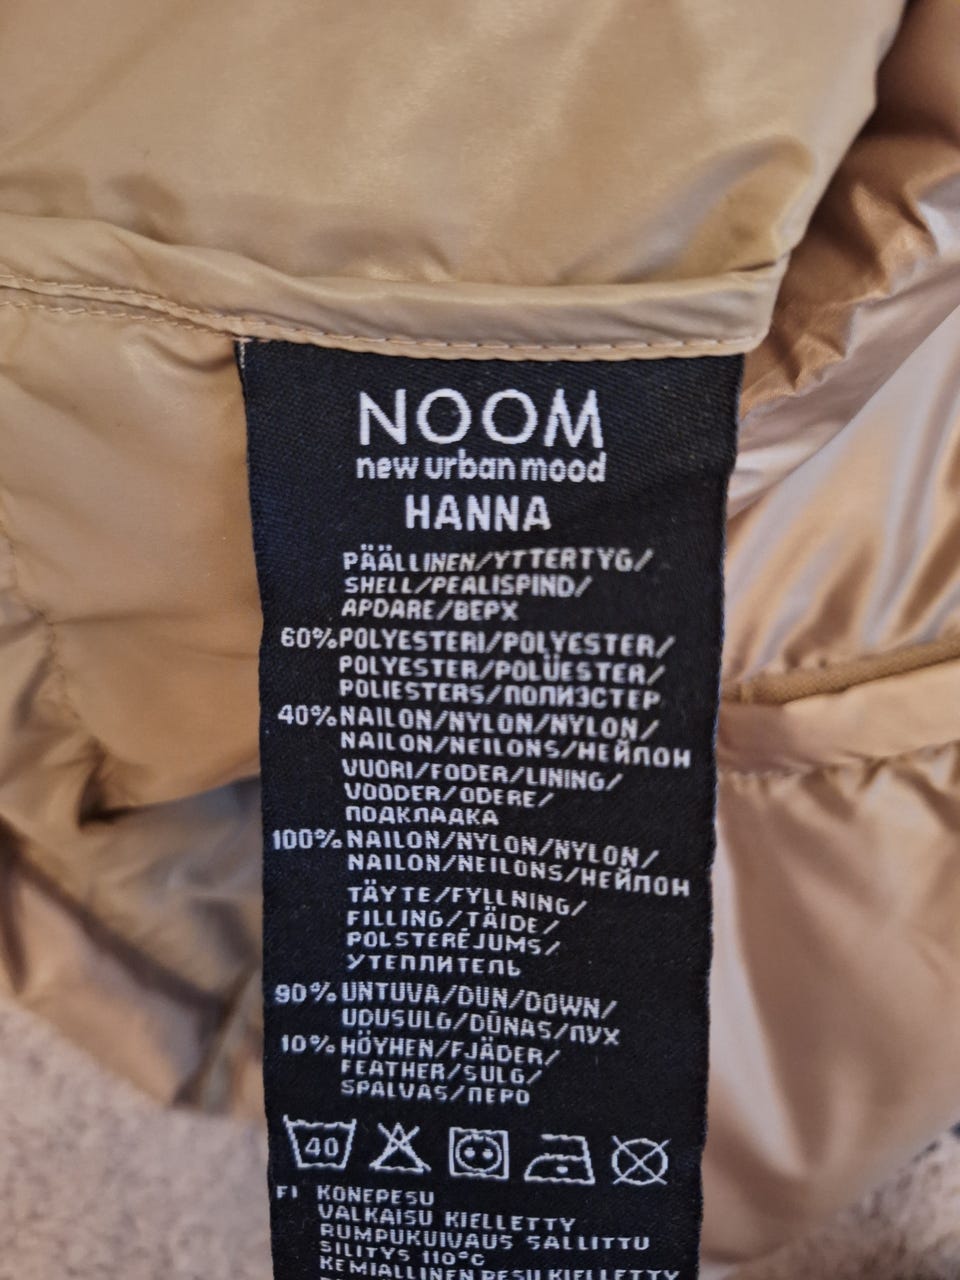 NOOM
new urban mood
HANNA
PÄÄLLINEN/YTTERTYG/
SHELL/PEALISPIND/
APDARE/ВЕРХ
60% POLYESTERI/POLYESTER/
POLYESTER/POLÜESTER/
POLIESTERS/ПОЛИЭСТЕР
40% NAILON/NYLON/NYLON/
NAILON/NEILONS/НЕЙЛОН
VUORI/FODER/LINING/
VOODER/ODERE/
ПОДКЛАДКА
100% NAILON/NYLON/NYLON/
NAILON/NEILONS/НЕЙЛОН
TÄYTE/FYLLNING/
FILLING/TÄIDE/
POLSTERĒJUMS/
УТЕПЛИТЕЛЬ
90% UNTUVA/DUN/DOWN/
UDUSULG/DŪNAS/ПУХ
10% HÖYHEN/FJÄDER/
FEATHER/SULG/
SPALVAS/ПЕРО
40
FI KONEPESU
VALKAISU KIELLETTY
RUMPUKUIVAUS SALLITTU
SILITYS 110°C
KEMIALLINEN PESU KIELLETTY